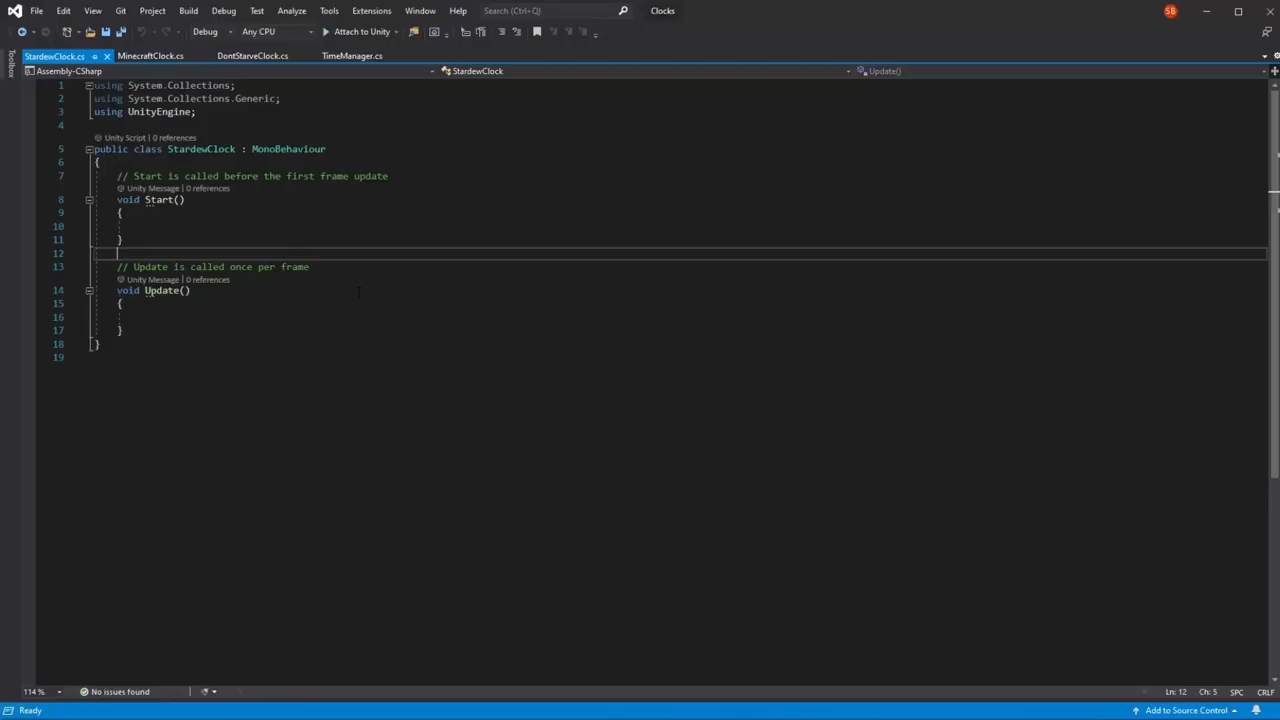 File Edit View Git Project Build Debug Test Analyze Tools Extensions Window Help Search (Ctrl+Q) Clocks SB
Debug Any CPU Attach to Unity
StardewClock.cs MinecraftClock.cs DontStarveClock.cs TimeManager.cs
Toolbox
Assembly-CSharp StardewClock Update()
1 using System.Collections;
2 using System.Collections.Generic;
3 using UnityEngine;
4
Unity Script | 0 references
5 public class StardewClock : MonoBehaviour
6 {
7 // Start is called before the first frame update
Unity Message | 0 references
8 void Start()
9 {
10
11 }
12
13 // Update is called once per frame
Unity Message | 0 references
14 void Update()
15 {
16
17 }
18 }
19
114 % No issues found Ln: 12 Ch: 5 SPC CRLF
Ready Add to Source Control